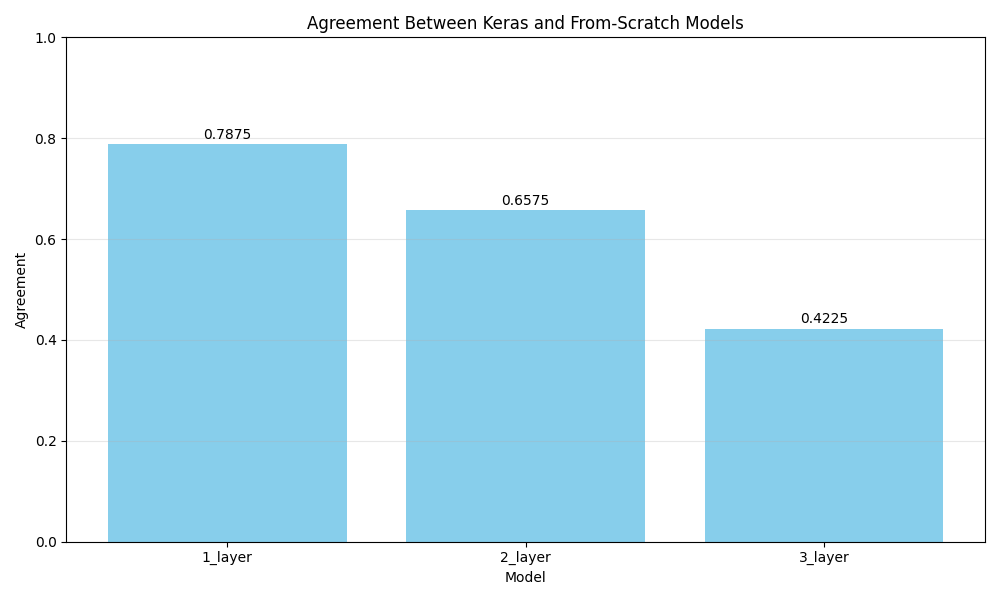 Agreement Between Keras and From-Scratch Models
1.0
0.8
0.6
0.4
0.2
0.0
Agreement
0.7875
0.6575
0.4225
1_layer
2_layer
3_layer
Model